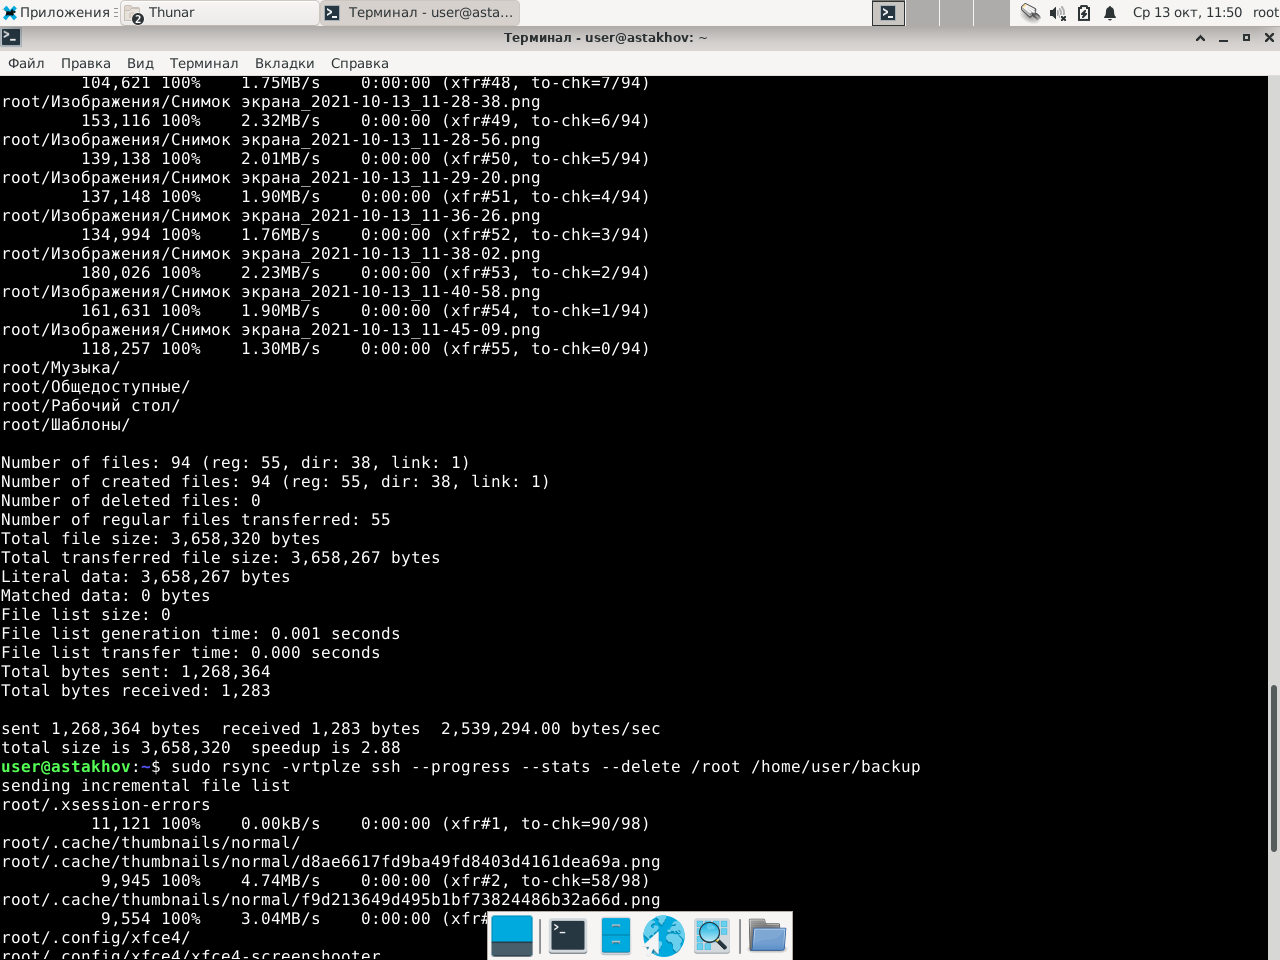 Приложения
Thunar
Терминал - user@asta...
2
Ср 13 окт, 11:50
root
Терминал - user@astakhov: ~
Файл Правка Вид Терминал Вкладки Справка
104,621 100% 1.75MB/s 0:00:00 (xfr#48, to-chk=7/94)
root/Изображения/Снимок экрана_2021-10-13_11-28-38.png
153,116 100% 2.32MB/s 0:00:00 (xfr#49, to-chk=6/94)
root/Изображения/Снимок экрана_2021-10-13_11-28-56.png
139,138 100% 2.01MB/s 0:00:00 (xfr#50, to-chk=5/94)
root/Изображения/Снимок экрана_2021-10-13_11-29-20.png
137,148 100% 1.90MB/s 0:00:00 (xfr#51, to-chk=4/94)
root/Изображения/Снимок экрана_2021-10-13_11-36-26.png
134,994 100% 1.76MB/s 0:00:00 (xfr#52, to-chk=3/94)
root/Изображения/Снимок экрана_2021-10-13_11-38-02.png
180,026 100% 2.23MB/s 0:00:00 (xfr#53, to-chk=2/94)
root/Изображения/Снимок экрана_2021-10-13_11-40-58.png
161,631 100% 1.90MB/s 0:00:00 (xfr#54, to-chk=1/94)
root/Изображения/Снимок экрана_2021-10-13_11-45-09.png
118,257 100% 1.30MB/s 0:00:00 (xfr#55, to-chk=0/94)
root/Музыка/
root/Общедоступные/
root/Рабочий стол/
root/Шаблоны/
Number of files: 94 (reg: 55, dir: 38, link: 1)
Number of created files: 94 (reg: 55, dir: 38, link: 1)
Number of deleted files: 0
Number of regular files transferred: 55
Total file size: 3,658,320 bytes
Total transferred file size: 3,658,267 bytes
Literal data: 3,658,267 bytes
Matched data: 0 bytes
File list size: 0
File list generation time: 0.001 seconds
File list transfer time: 0.000 seconds
Total bytes sent: 1,268,364
Total bytes received: 1,283
sent 1,268,364 bytes received 1,283 bytes 2,539,294.00 bytes/sec
total size is 3,658,320 speedup is 2.88
user@astakhov:~$ sudo rsync -vrtplze ssh --progress --stats --delete /root /home/user/backup
sending incremental file list
root/.xsession-errors
11,121 100% 0.00kB/s 0:00:00 (xfr#1, to-chk=90/98)
root/.cache/thumbnails/normal/
root/.cache/thumbnails/normal/d8ae6617fd9ba49fd8403d4161dea69a.png
9,945 100% 4.74MB/s 0:00:00 (xfr#2, to-chk=58/98)
root/.cache/thumbnails/normal/f9d213649d495b1bf73824486b32a66d.png
9,554 100% 3.04MB/s 0:00:00 (xfr#
root/.config/xfce4/
root/.config/xfce4/xfce4-screenshooter